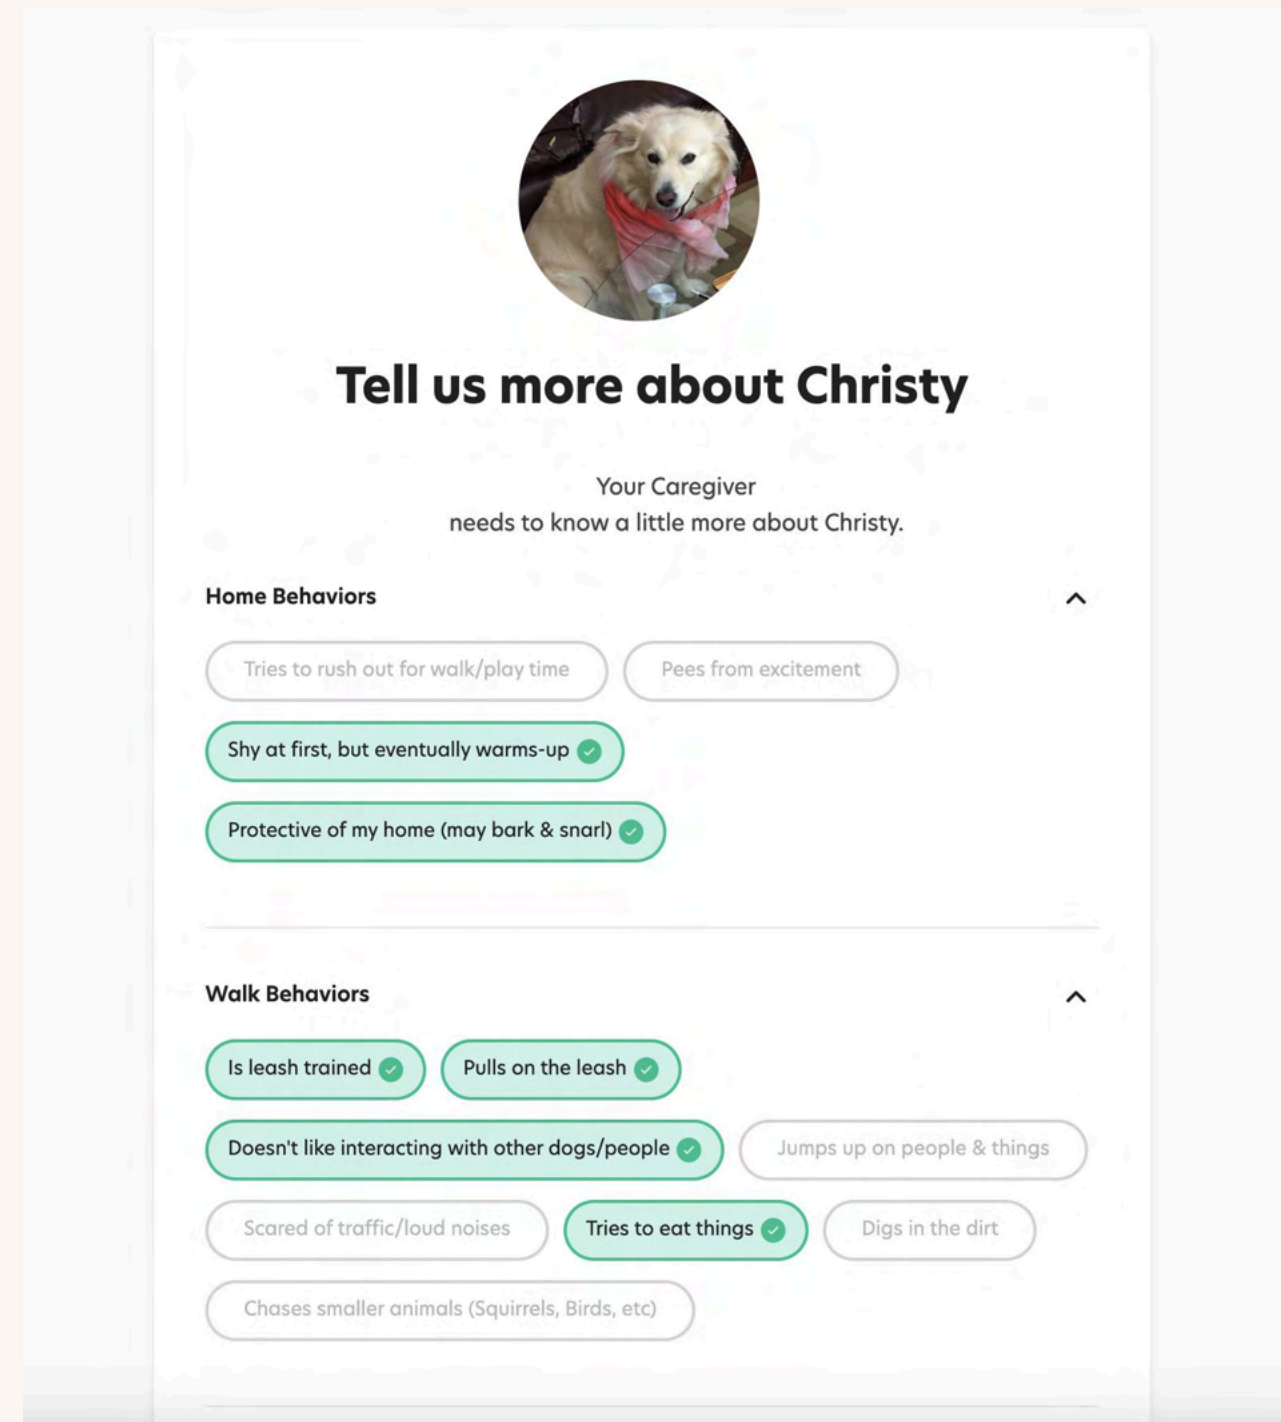 Tell us more about Christy
Your Caregiver
needs to know a little more about Christy.
Home Behaviors
Tries to rush out for walk/play time
Pees from excitement
Shy at first, but eventually warms-up
Protective of my home (may bark & snarl)
Walk Behaviors
Is leash trained
Pulls on the leash
Doesn't like interacting with other dogs/people
Jumps up on people & things
Scared of traffic/loud noises
Tries to eat things
Digs in the dirt
Chases smaller animals (Squirrels, Birds, etc)